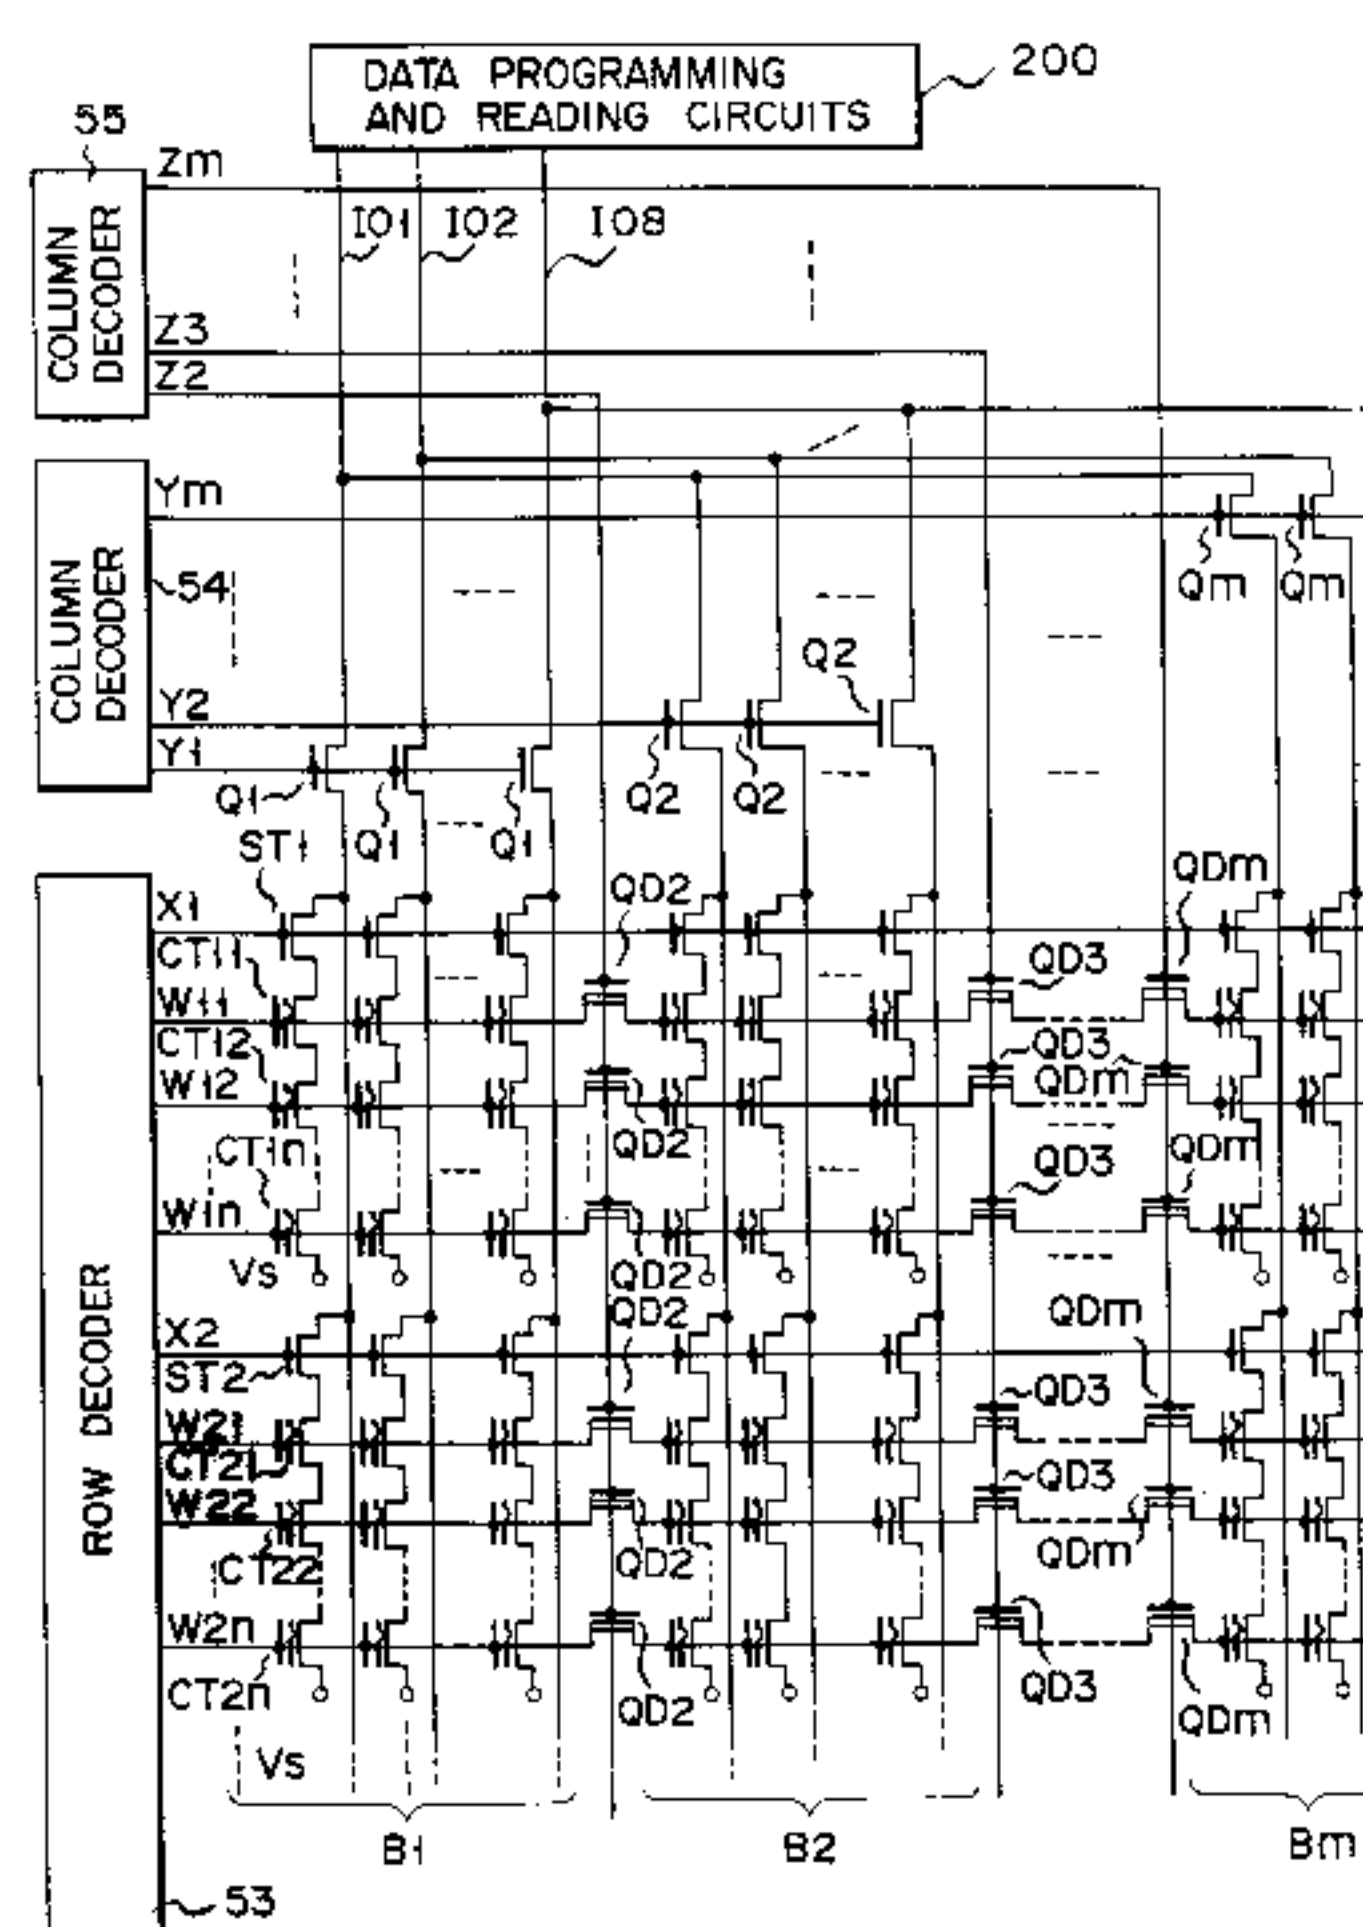 DATA PROGRAMMING
AND READING CIRCUITS
200
55
Zm
IO1 IO2 IO8
COLUMN
DECODER
Z3
Z2
COLUMN
DECODER
Ym
54
Qm Qm
Q2
Y2
Y1
Q1 Q1 Q1 Q2 Q2
ST1
ROW DECODER
X1 QD2 QDm
CT11 QD3
W11
CT12 QD3
W12 QDm
QD2
CT1n QD3 QDm
W1n
Vs QD2
QD2 QDm
X2
ST2 QD3
W21
CT21 QD3
W22
CT22 QD2 QDm
W2n
CT2n QD2 QD3 QDm
Vs
B1 B2 Bm
53